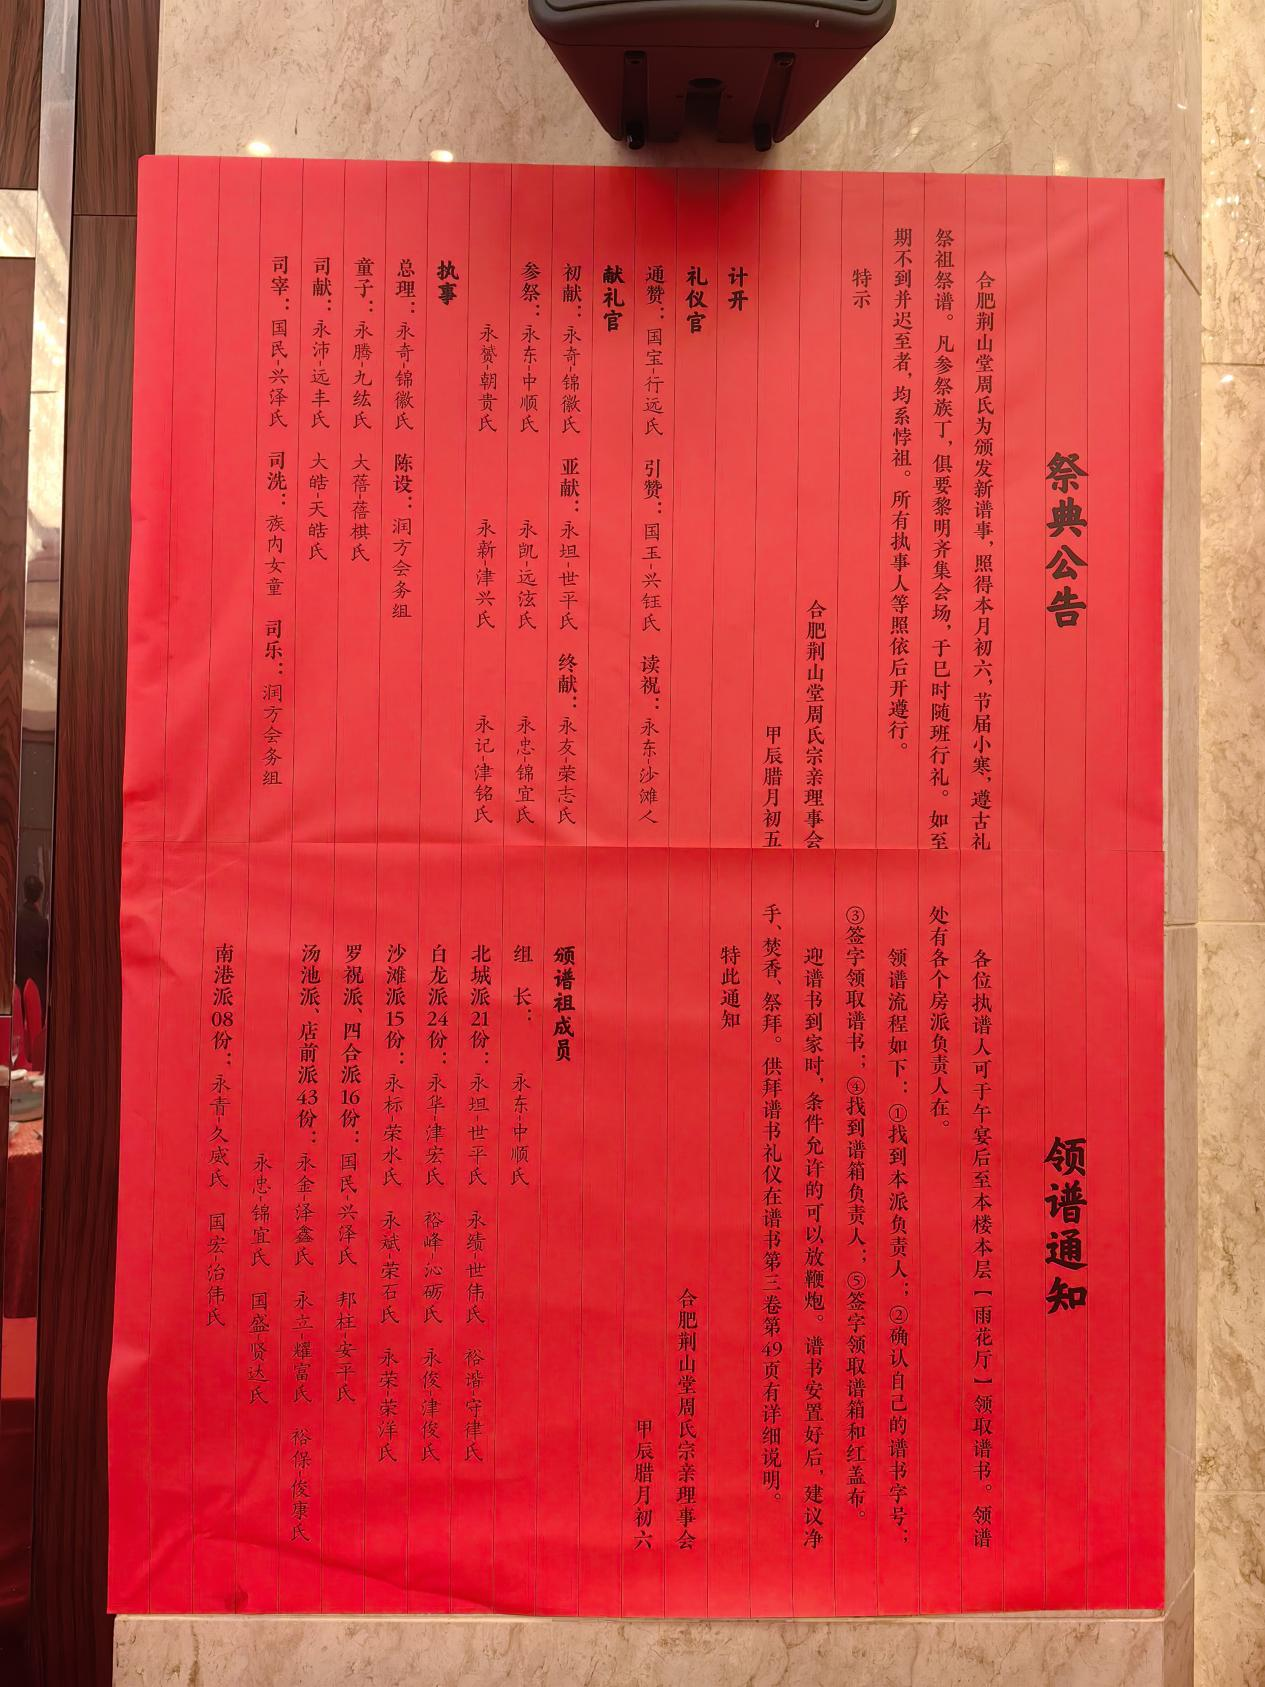 祭典公告
合肥荆山堂周氏为颁发新谱事，照得本月初六，节届小寒，遵古礼
祭祖祭谱。凡参祭族丁，俱要黎明齐集会场，于巳时随班行礼。如至
期不到并迟至者，均系悖祖。所有执事人等照依后开遵行。
特示
合肥荆山堂周氏宗亲理事会
甲辰腊月初五
计开
礼仪官
通赞：国宝-行远氏 引赞：国玉-兴钰氏 读祝：永东-沙滩人
献礼官
初献：永奇-锦徽氏 亚献：永坦-世平氏 终献：永友-荣志氏
参祭：永东-中顺氏 永凯-远泫氏 永忠-锦宜氏
永赟-朝贵氏 永新-津兴氏 永记-津铭氏
执事
总理：永奇-锦徽氏 陈设：润方会务组
童子：永腾-九纮氏 大蓓-蓓棋氏
司献：永沛-远丰氏 大皓-天皓氏
司宰：国民-兴泽氏 司洗：族内女童 司乐：润方会务组
领谱通知
各位执谱人可于午宴后至本楼本层【雨花厅】领取谱书。领谱
处有各个房派负责人在。
领谱流程如下：①找到本派负责人；②确认自己的谱书字号；
③签字领取谱书；④找到谱箱负责人；⑤签字领取谱箱和红盖布。
迎谱书到家时，条件允许的可以放鞭炮。谱书安置好后，建议净
手、焚香、祭拜。供拜谱书礼仪在谱书第三卷第49页有详细说明。
特此通知
合肥荆山堂周氏宗亲理事会
甲辰腊月初六
颁谱祖成员
组 长： 永东-中顺氏
北城派21份：永坦-世平氏 永绩-世伟氏 裕谐-守律氏
白龙派24份：永华-津宏氏 裕峰-沁砺氏 永俊-津俊氏
沙滩派15份：永标-荣水氏 永斌-荣石氏 永荣-荣洋氏
罗祝派、四合派16份：国民-兴泽氏 邦柱-安平氏
汤池派、店前派43份：永金-泽鑫氏 永立-耀富氏 裕保-俊康氏
永忠-锦宜氏 国盛-贤达氏
南港派08份：永青-久威氏 国宏-治伟氏